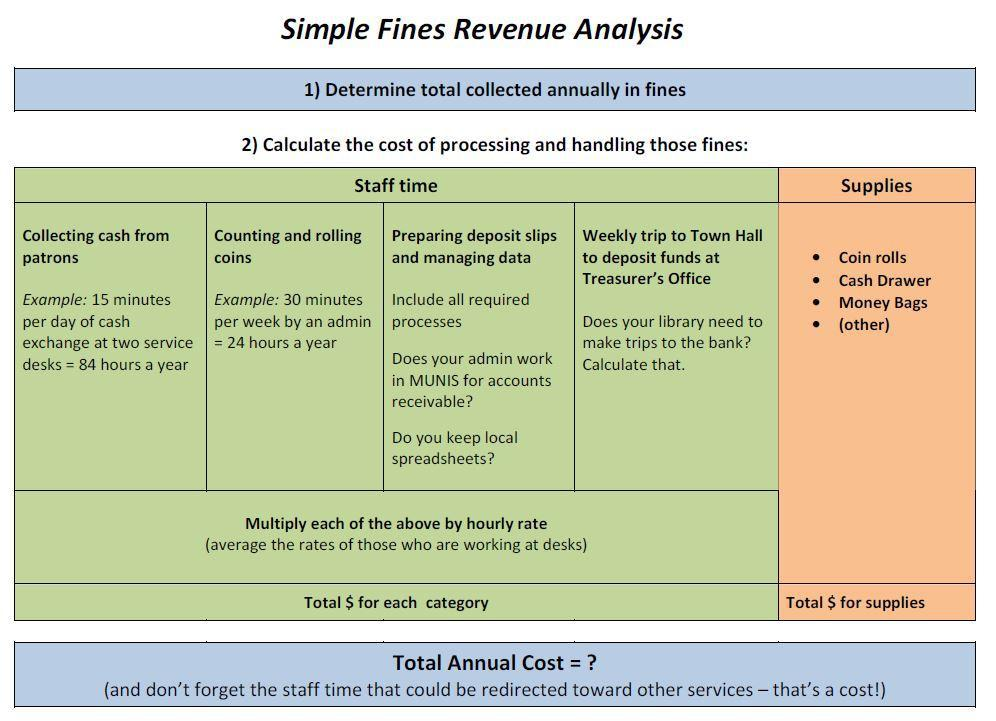 Simple Fines Revenue Analysis
1) Determine total collected annually in fines
2) Calculate the cost of processing and handling those fines:
Staff time
Supplies
Collecting cash from
patrons
Example: 15 minutes
per day of cash
exchange at two service
desks = 84 hours a year
Counting and rolling
coins
Example: 30 minutes
per week by an admin
= 24 hours a year
Preparing deposit slips
and managing data
Include all required
processes
Does your admin work
in MUNIS for accounts
receivable?
Do you keep local
spreadsheets?
Weekly trip to Town Hall
to deposit funds at
Treasurer’s Office
Does your library need to
make trips to the bank?
Calculate that.
• Coin rolls
• Cash Drawer
• Money Bags
• (other)
Multiply each of the above by hourly rate
(average the rates of those who are working at desks)
Total $ for each category
Total $ for supplies
Total Annual Cost = ?
(and don’t forget the staff time that could be redirected toward other services – that’s a cost!)